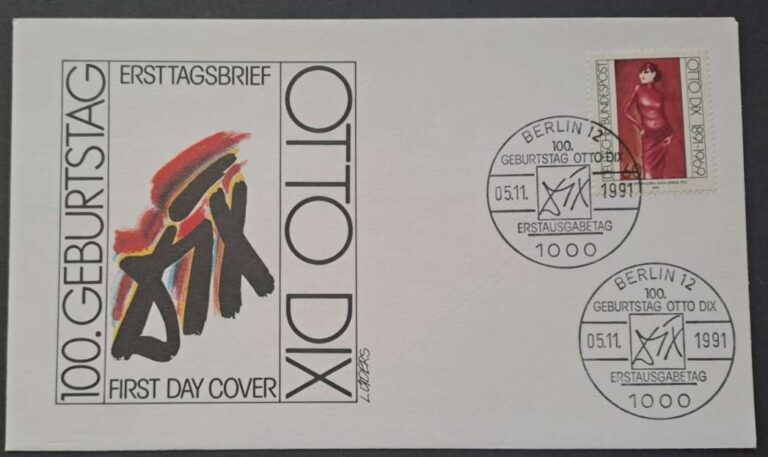 100. GEBURTSTAG
ERSTTAGSBRIEF
OTTO DIX
DIX
FIRST DAY COVER
DEUTSCHE BUNDESPOST
OTTO DIX 1891-1969
BERLIN 12
100.
GEBURTSTAG OTTO DIX
05.11. DIX 1991
ERSTAUSGABETAG
1000
BERLIN 12
100.
GEBURTSTAG OTTO DIX
05.11. DIX 1991
ERSTAUSGABETAG
1000